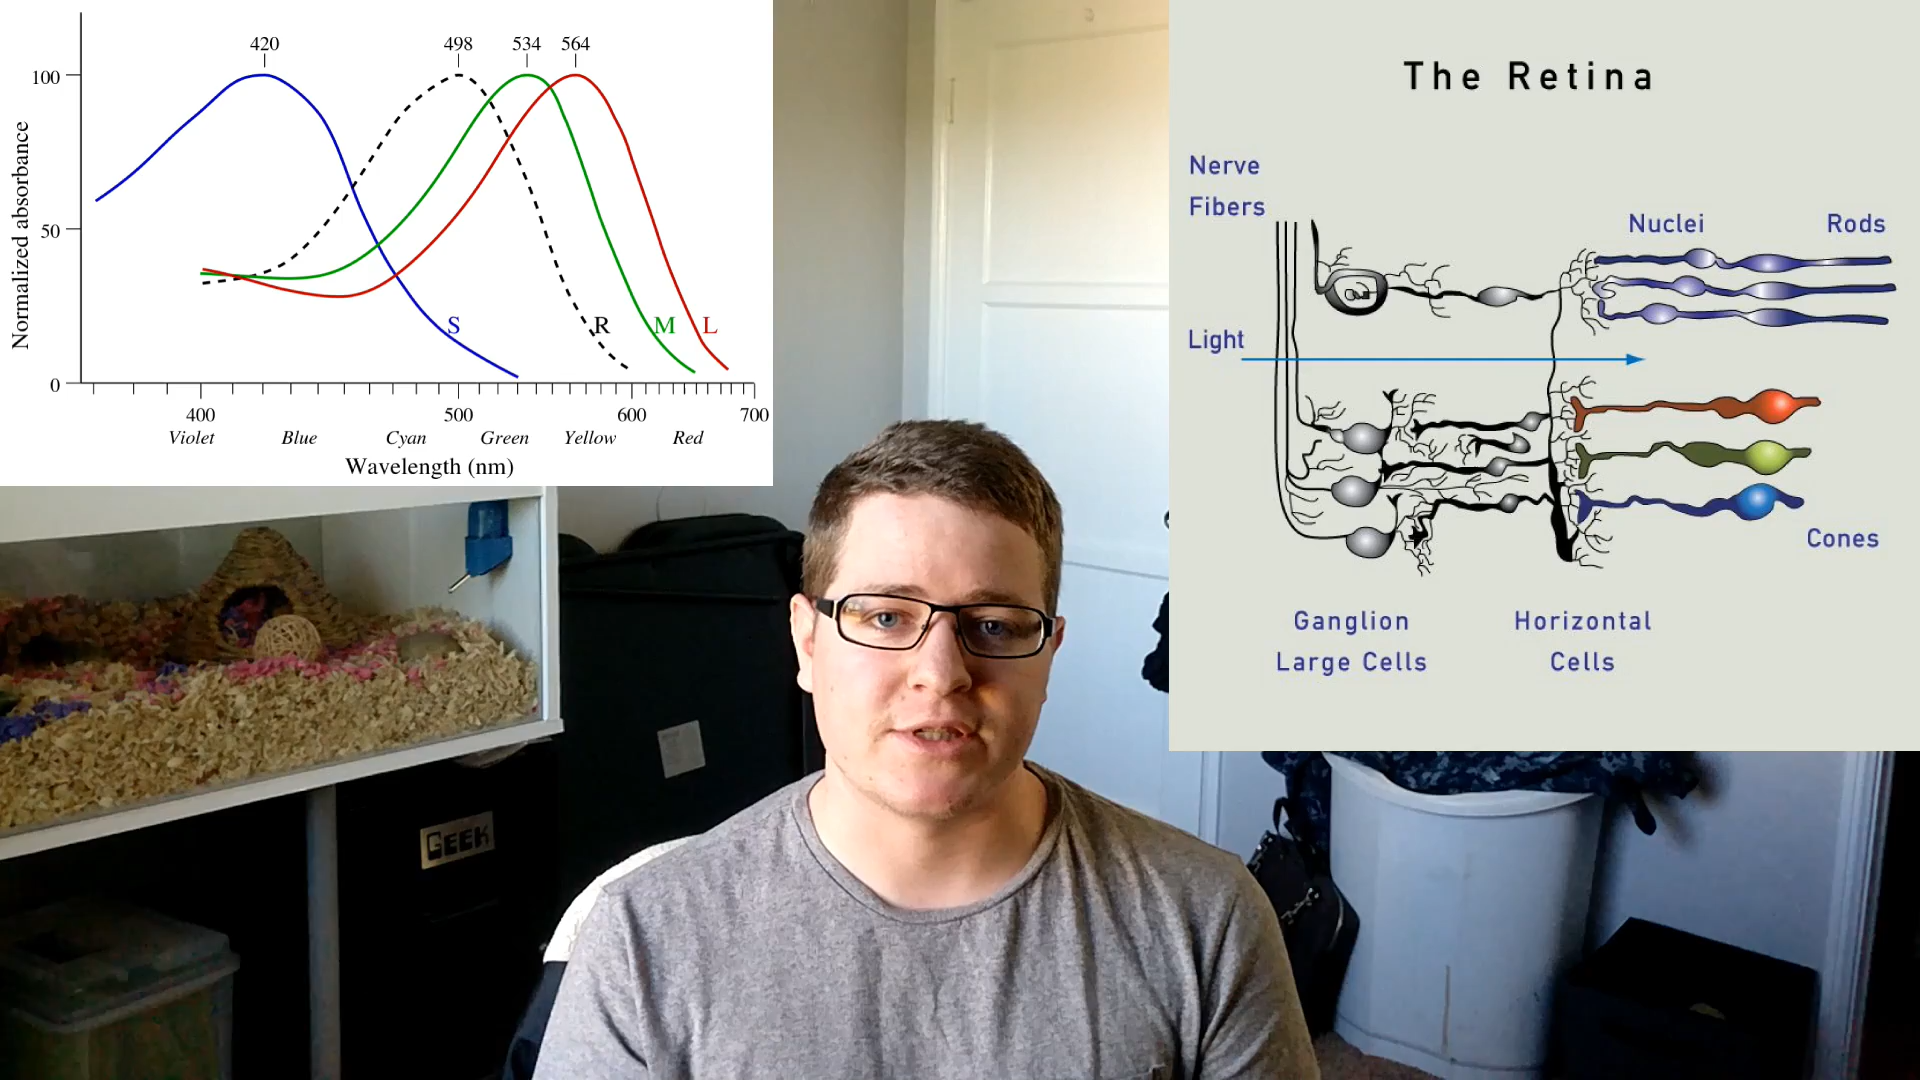 420 498 534 564
100
50
0
Normalized absorbance
S R M L
400 500 600 700
Violet Blue Cyan Green Yellow Red
Wavelength (nm)
The Retina
Nerve
Fibers
Nuclei Rods
Light
Cones
Ganglion
Large Cells
Horizontal
Cells
GEEK